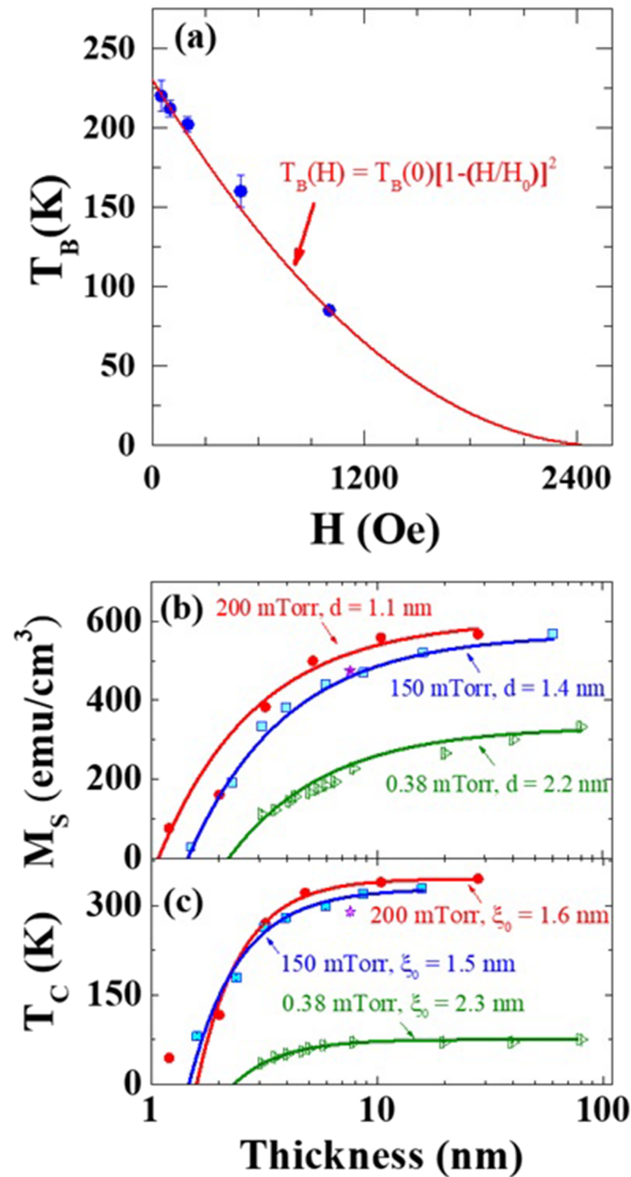 (a)
250
200
150
100
50
0
T_B(K)
T_B(H) = T_B(0)[1-(H/H_0)]^2
0 1200 2400
H (Oe)
(b)
600
400
200
0
M_S (emu/cm^3)
200 mTorr, d = 1.1 nm
150 mTorr, d = 1.4 nm
0.38 mTorr, d = 2.2 nm
(c)
300
150
0
T_C (K)
200 mTorr, ξ_0 = 1.6 nm
150 mTorr, ξ_0 = 1.5 nm
0.38 mTorr, ξ_0 = 2.3 nm
1 10 100
Thickness (nm)